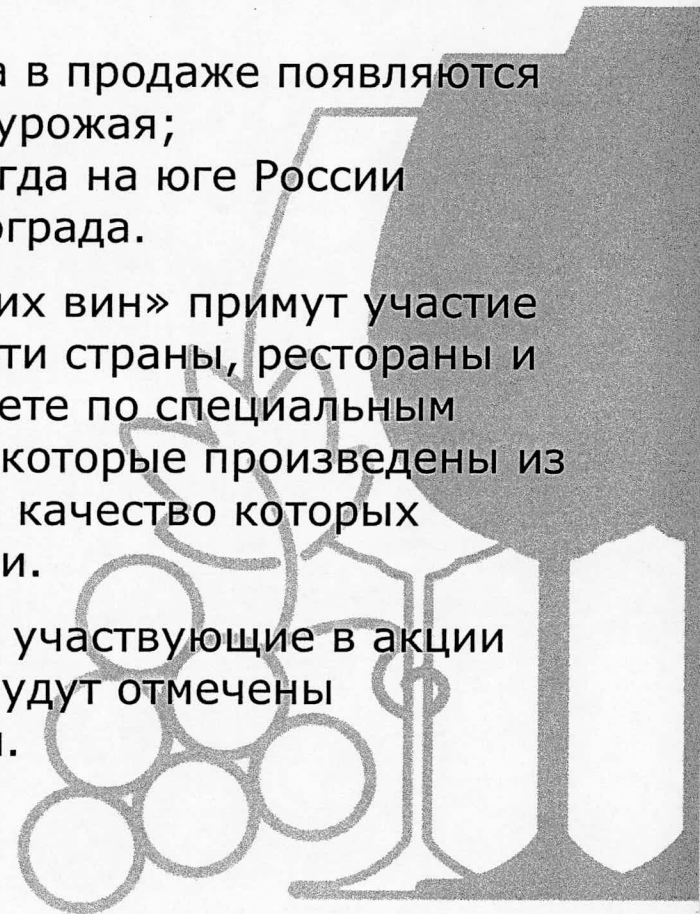 а в продаже появляются
урожая;
гда на юге России
ограда.
их вин» примут участие
ти страны, рестораны и
ете по специальным
которые произведены из
качество которых
и.
участвующие в акции
удут отмечены